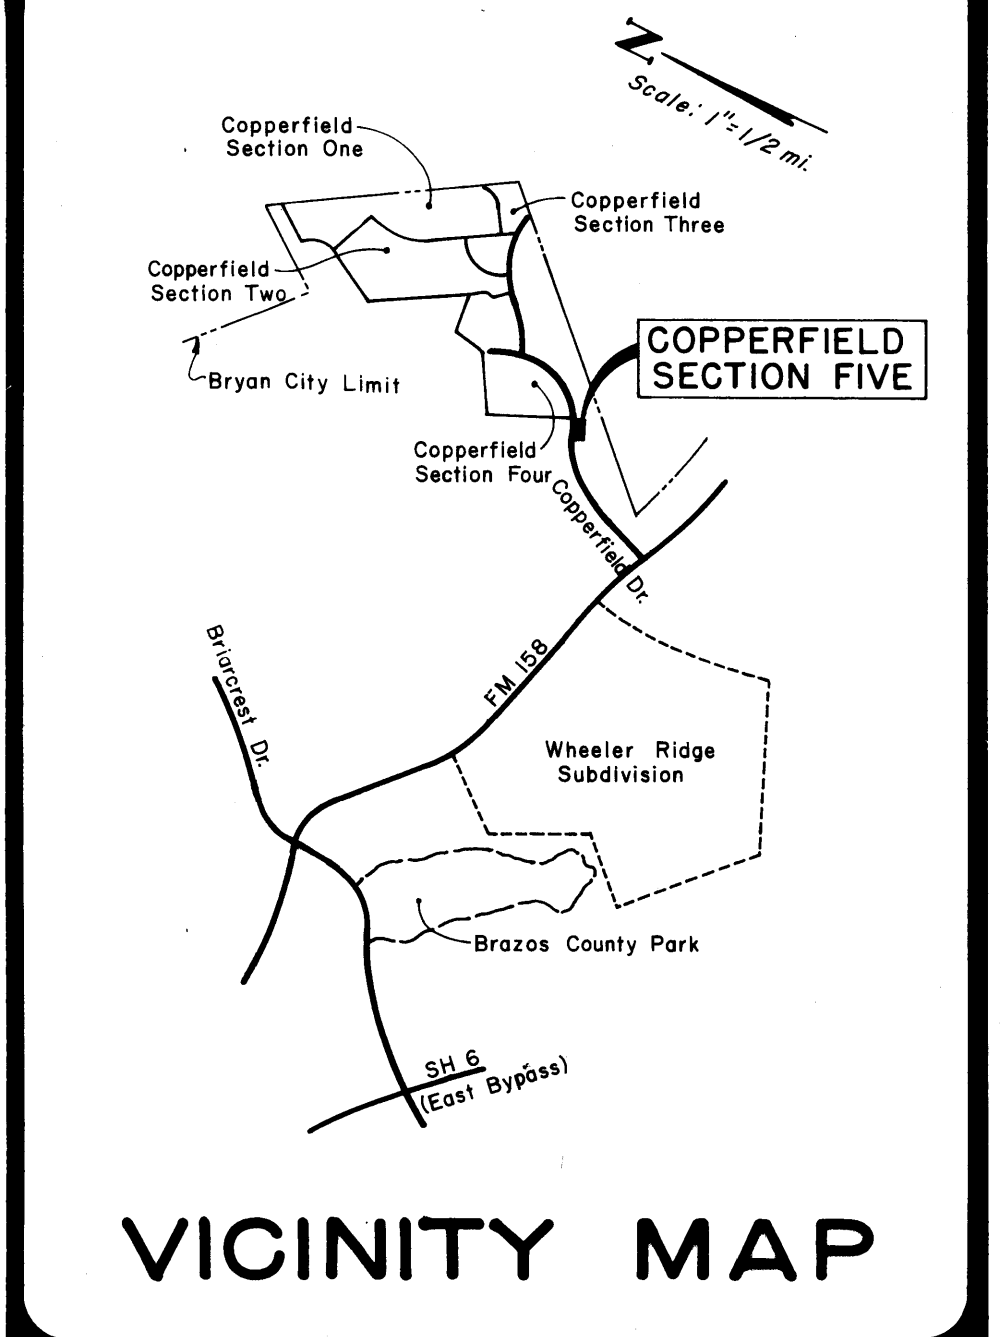 N
Scale: 1"=1/2 mi.
Copperfield
Section One
Copperfield
Section Three
Copperfield
Section Two
Bryan City Limit
COPPERFIELD
SECTION FIVE
Copperfield
Section Four
Copperfield Dr.
Briarcrest Dr.
FM 158
Wheeler Ridge
Subdivision
Brazos County Park
SH 6
(East Bypass)
VICINITY MAP